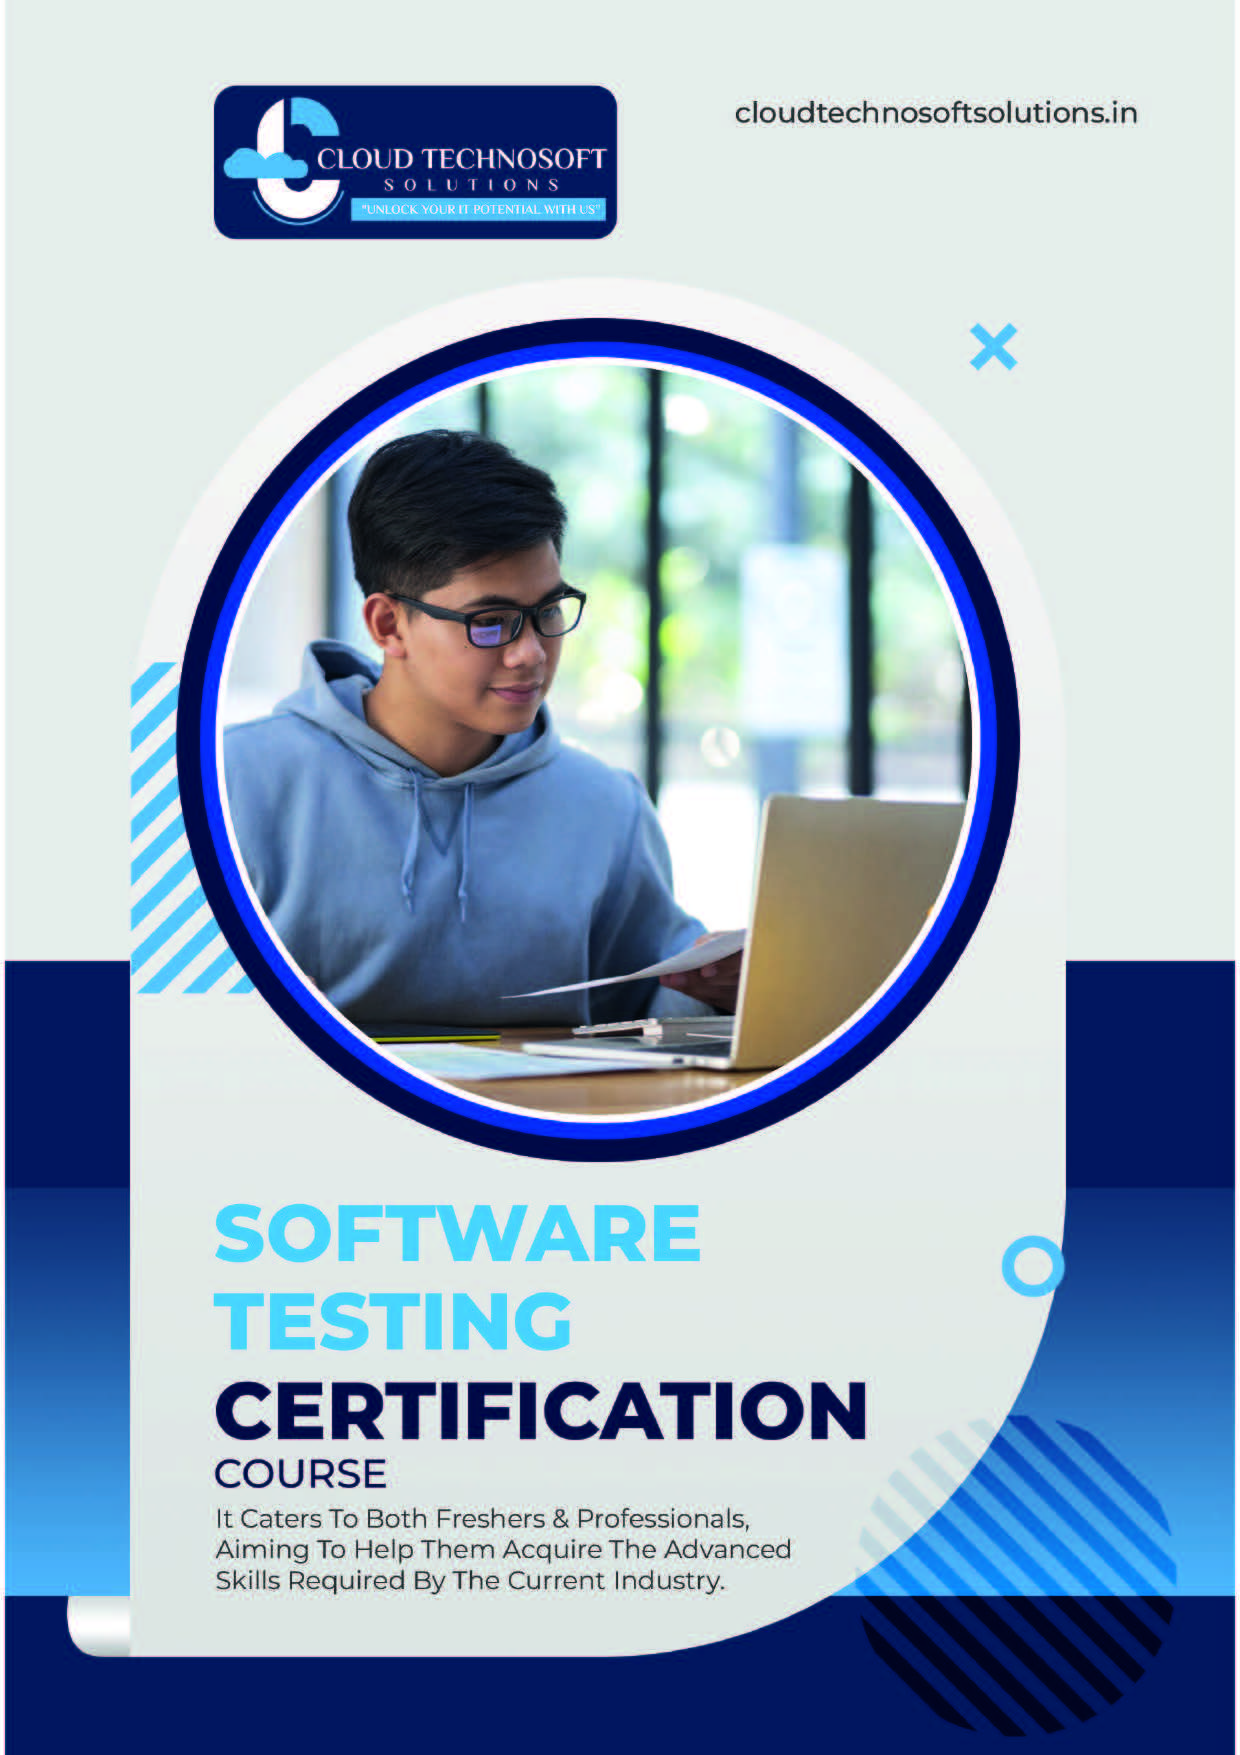 cloudtechnosoftsolutions.in
CLOUD TECHNOSOFT
SOLUTIONS
"UNLOCK YOUR IT POTENTIAL WITH US"
SOFTWARE
TESTING
CERTIFICATION
COURSE
It Caters To Both Freshers & Professionals,
Aiming To Help Them Acquire The Advanced
Skills Required By The Current Industry.